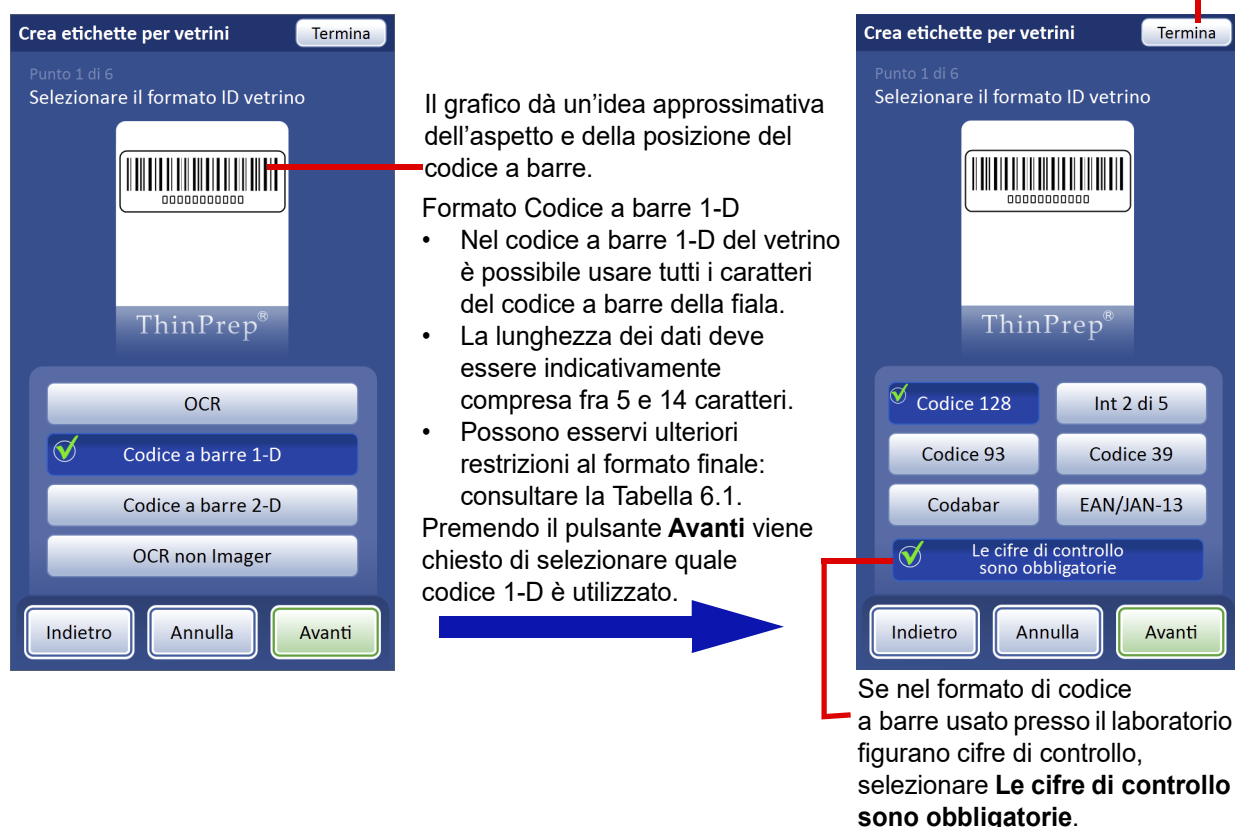 Crea etichette per vetrini
Termina
Punto 1 di 6
Selezionare il formato ID vetrino
ThinPrep®
OCR
Codice a barre 1-D
Codice a barre 2-D
OCR non Imager
Indietro
Annulla
Avanti
Il grafico dà un’idea approssimativa
dell’aspetto e della posizione del
codice a barre.
Formato Codice a barre 1-D
• Nel codice a barre 1-D del vetrino
è possibile usare tutti i caratteri
del codice a barre della fiala.
• La lunghezza dei dati deve
essere indicativamente
compresa fra 5 e 14 caratteri.
• Possono esservi ulteriori
restrizioni al formato finale:
consultare la Tabella 6.1.
Premendo il pulsante Avanti viene
chiesto di selezionare quale
codice 1-D è utilizzato.
Crea etichette per vetrini
Termina
Punto 1 di 6
Selezionare il formato ID vetrino
ThinPrep®
Codice 128
Int 2 di 5
Codice 93
Codice 39
Codabar
EAN/JAN-13
Le cifre di controllo
sono obbligatorie
Indietro
Annulla
Avanti
Se nel formato di codice
a barre usato presso il laboratorio
figurano cifre di controllo,
selezionare Le cifre di controllo
sono obbligatorie.